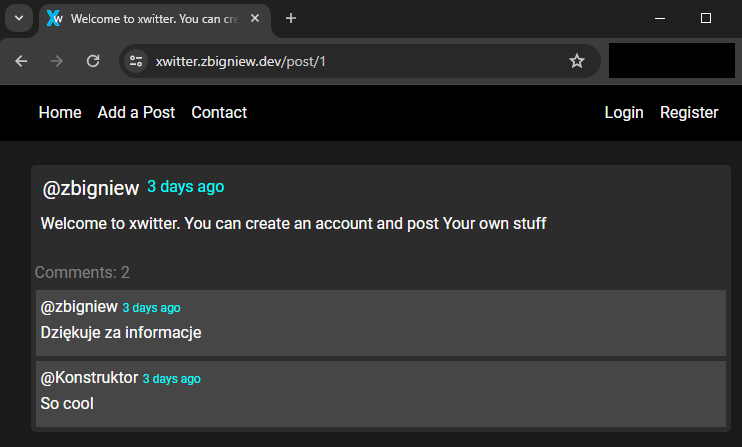 Welcome to xwitter. You can cre
xwitter.zbigniew.dev/post/1
Home Add a Post Contact Login Register
@zbigniew 3 days ago
Welcome to xwitter. You can create an account and post Your own stuff
Comments: 2
@zbigniew 3 days ago
Dziękuje za informacje
@Konstruktor 3 days ago
So cool